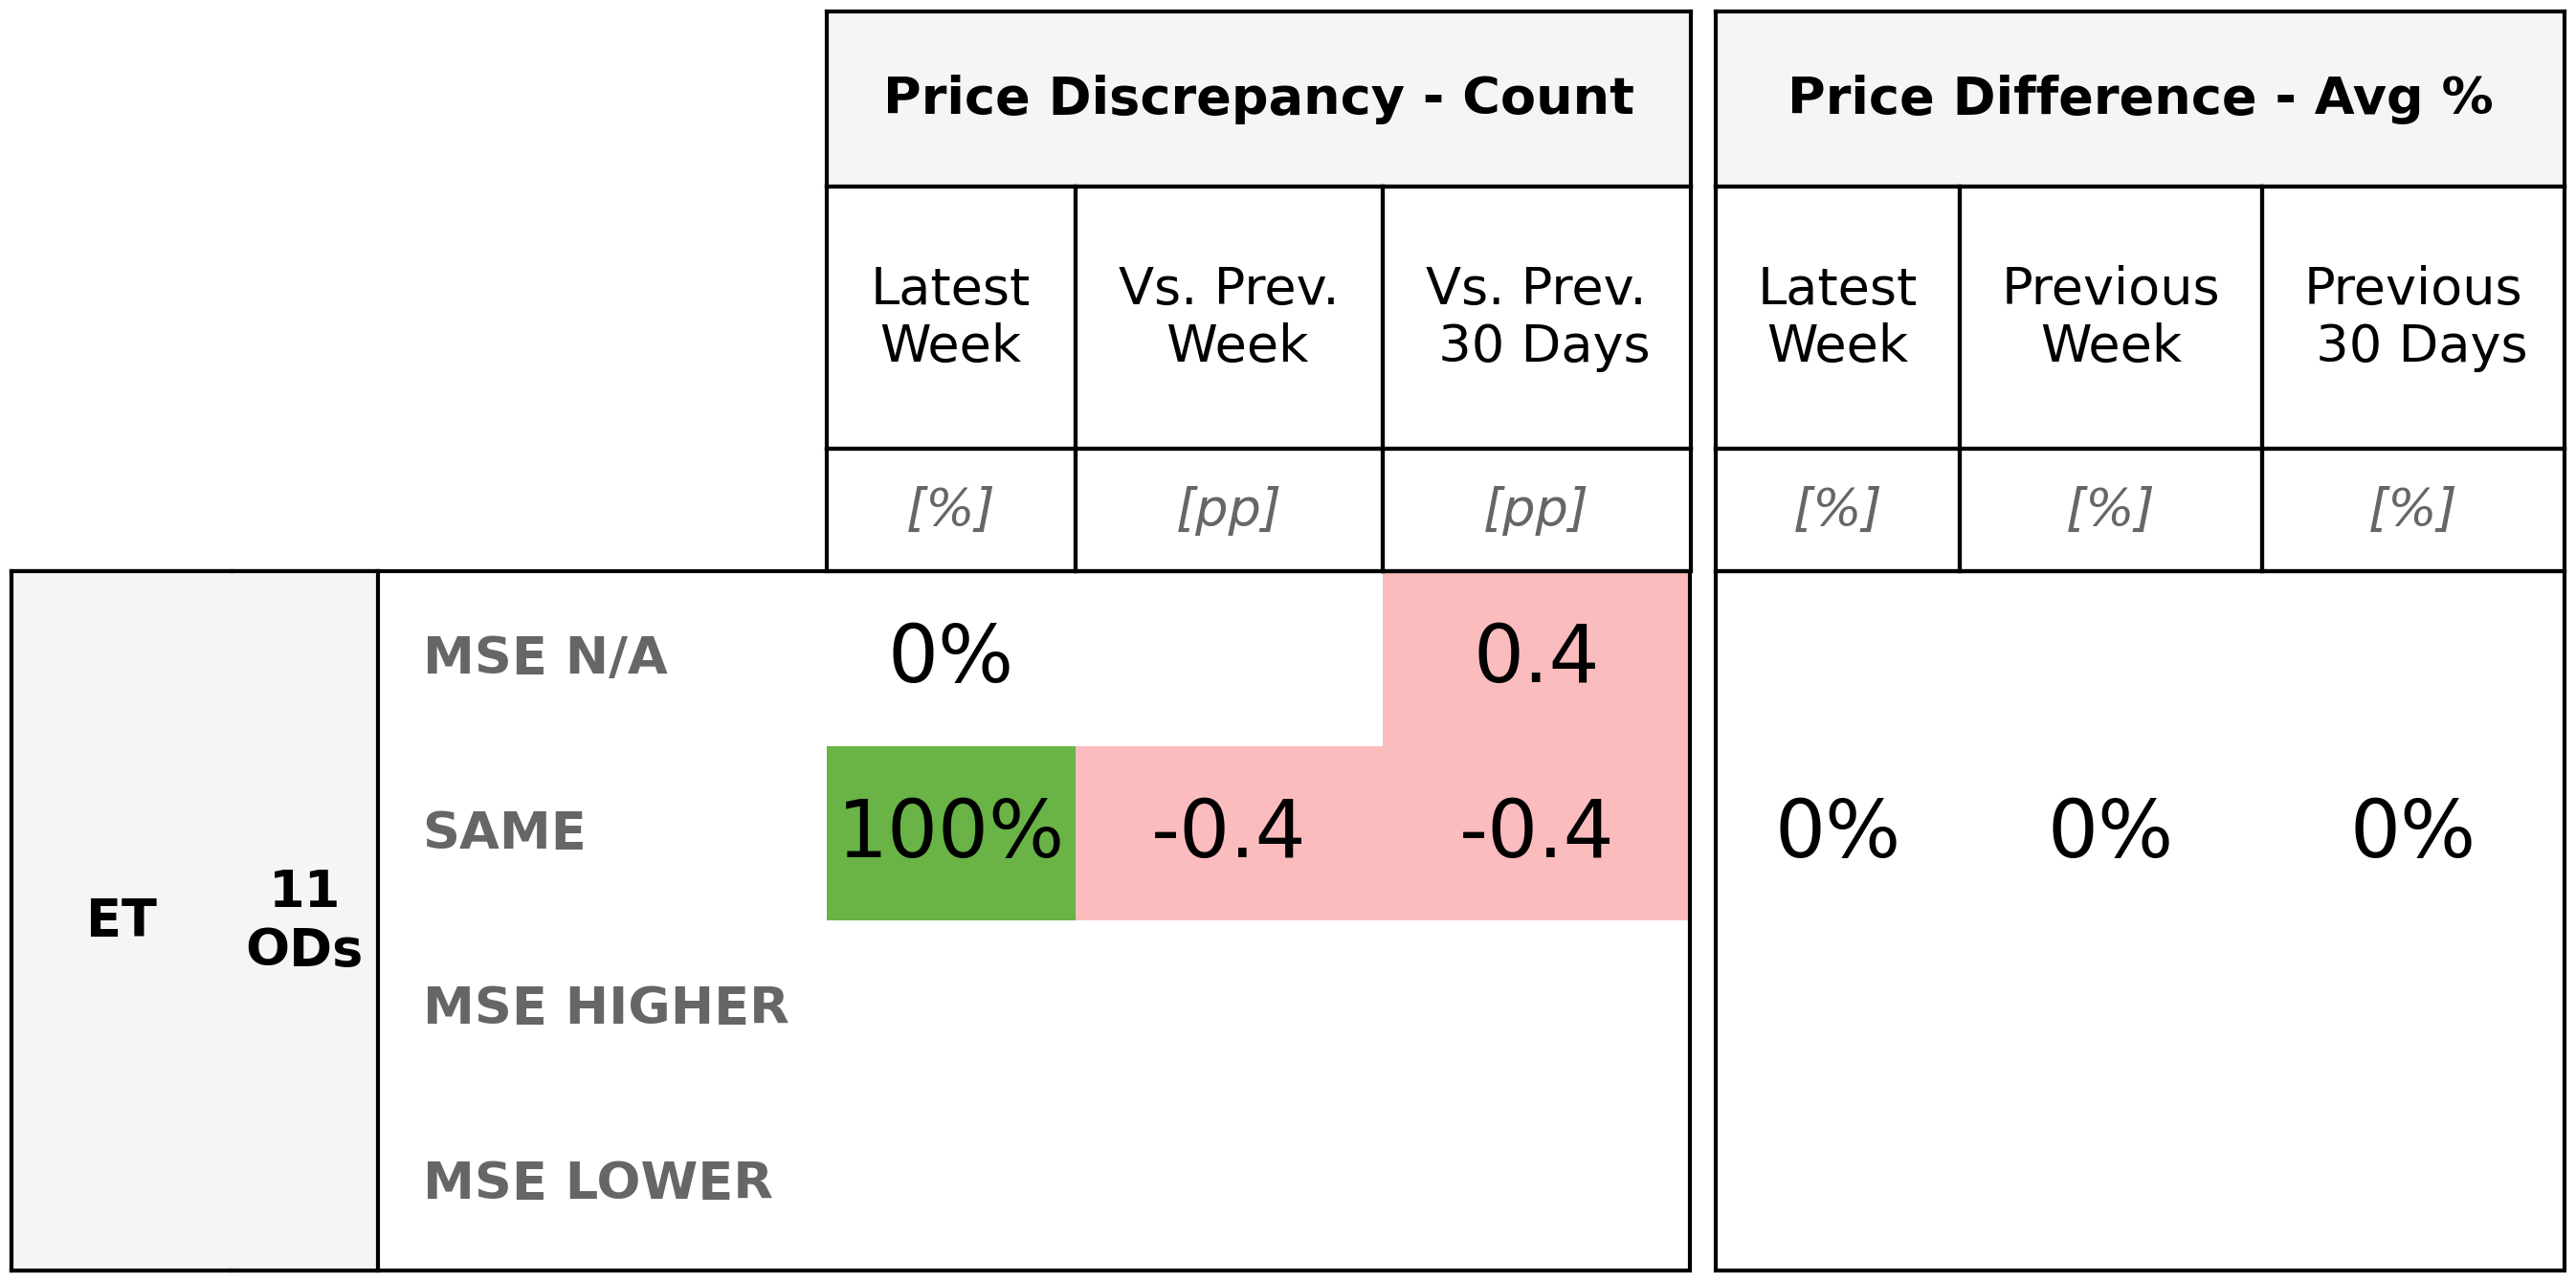 Price Discrepancy - Count
Price Difference - Avg %
Latest
Week
Vs. Prev.
Week
Vs. Prev.
30 Days
Latest
Week
Previous
Week
Previous
30 Days
[%]
[pp]
[pp]
[%]
[%]
[%]
ET
11
ODs
MSE N/A
0%
0.4
SAME
100%
-0.4
-0.4
0%
0%
0%
MSE HIGHER
MSE LOWER